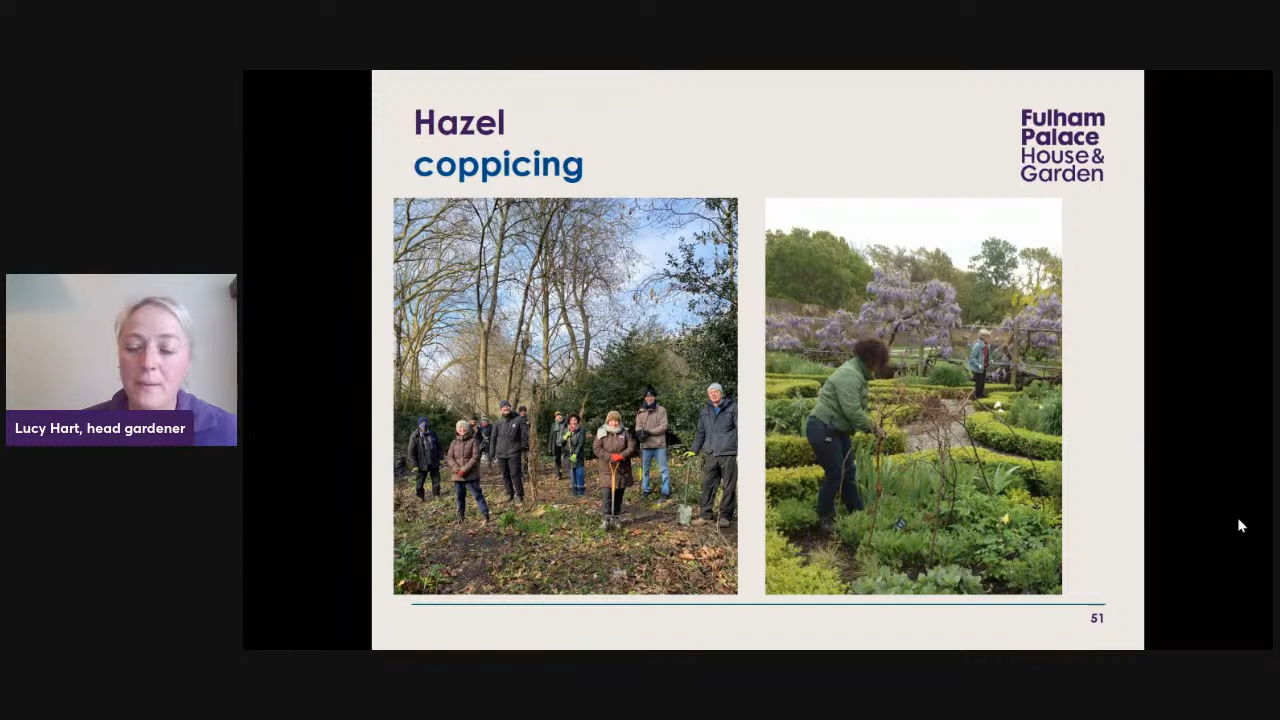 Hazel
coppicing
Fulham
Palace
House &
Garden
Lucy Hart, head gardener
51